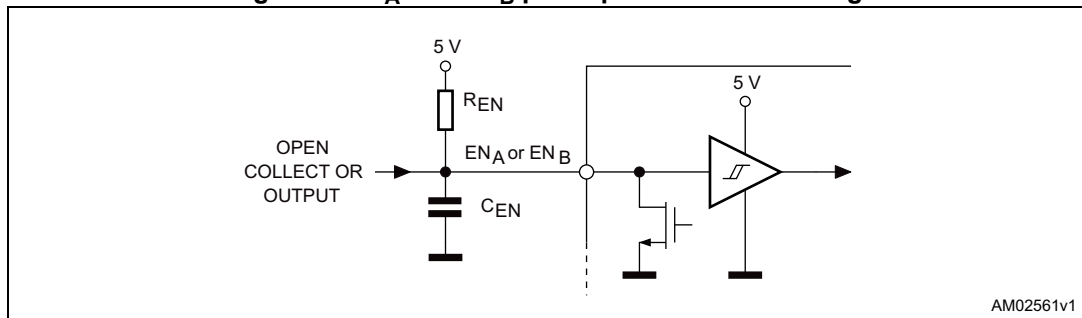 5 V
R_EN
5 V
OPEN
COLLECT OR
OUTPUT
EN_A or EN_B
C_EN
AM02561v1